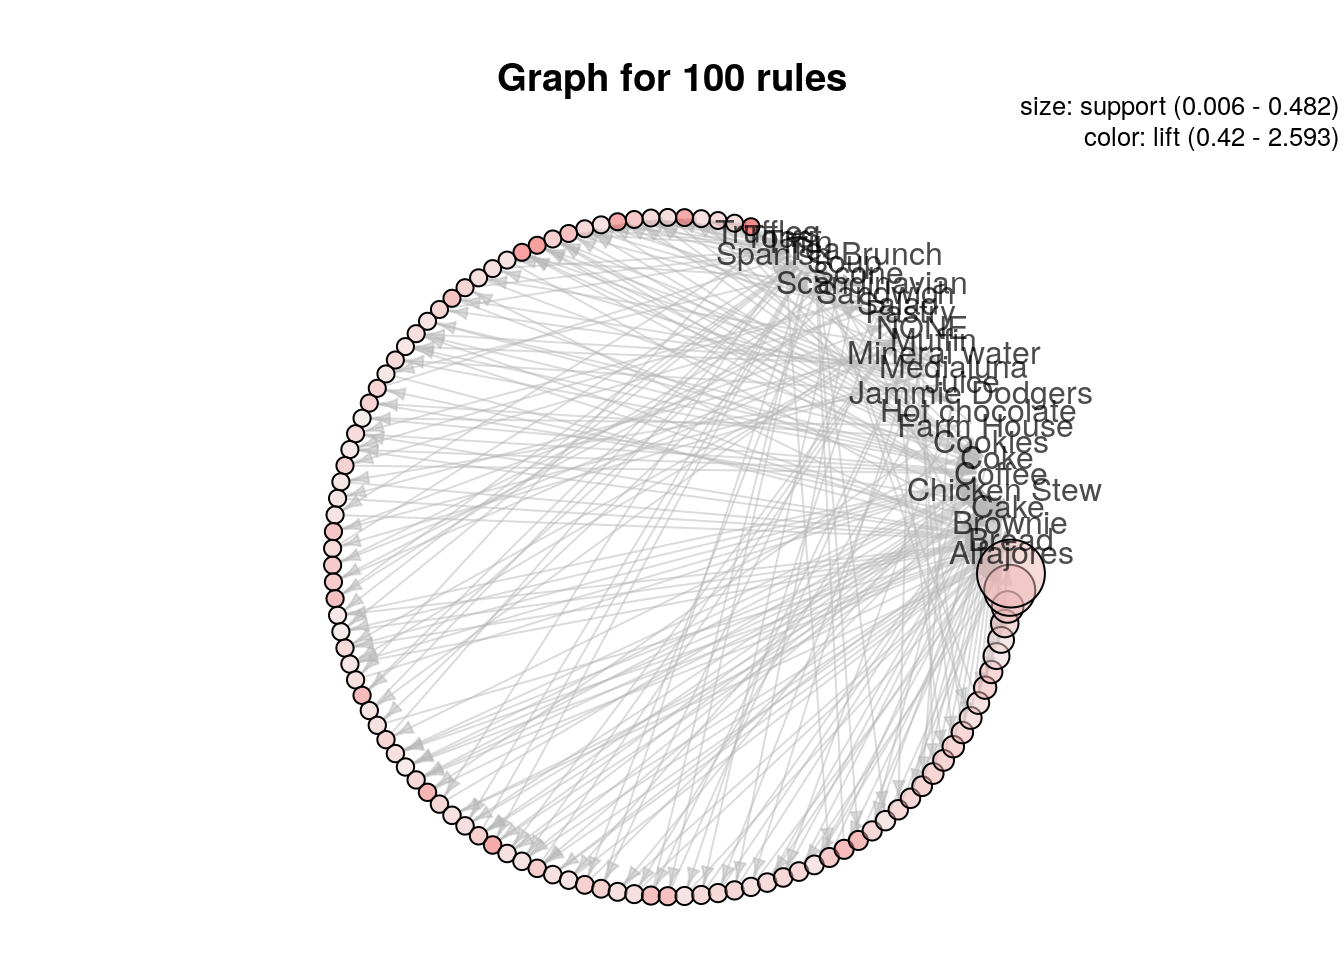 Graph for 100 rules
size: support (0.006 - 0.482)
color: lift (0.42 - 2.593)
Truffles
Toast
Tea
Spanish Brunch
Soup
Scone
Scandinavian
Sandwich
Salad
Pastry
NONE
Muffin
Mineral water
Medialuna
Juice
Jammie Dodgers
Hot chocolate
Farm House
Cookies
Coke
Coffee
Chicken Stew
Cake
Brownie
Bread
Alfajores